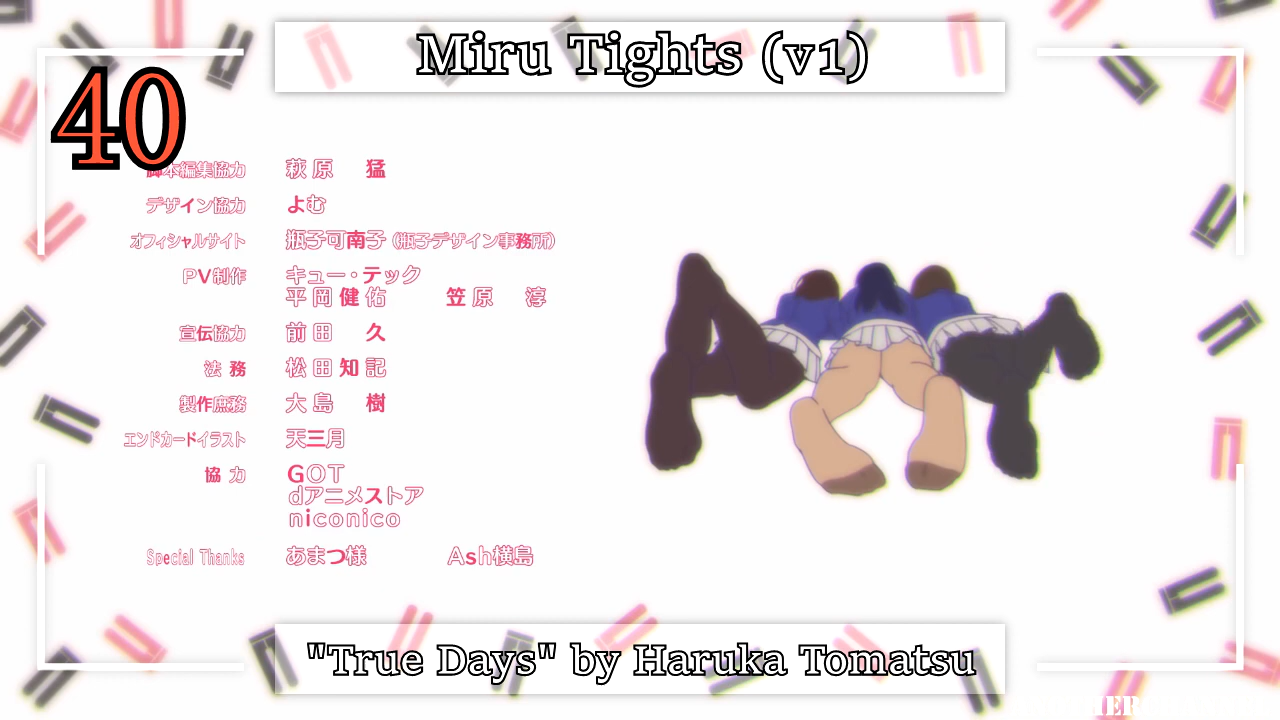 Miru Tights (v1)
40
脚本編集協力 萩原 猛
デザイン協力 よむ
オフィシャルサイト 瓶子可南子（瓶子デザイン事務所）
PV制作 キュー・テック
平岡健佑 笠原 淳
宣伝協力 前田 久
法務 松田知記
製作庶務 大島 樹
エンドカードイラスト 天三月
協力 GOT
dアニメストア
niconico
Special Thanks あまつ様 Ash横島
"True Days" by Haruka Tomatsu